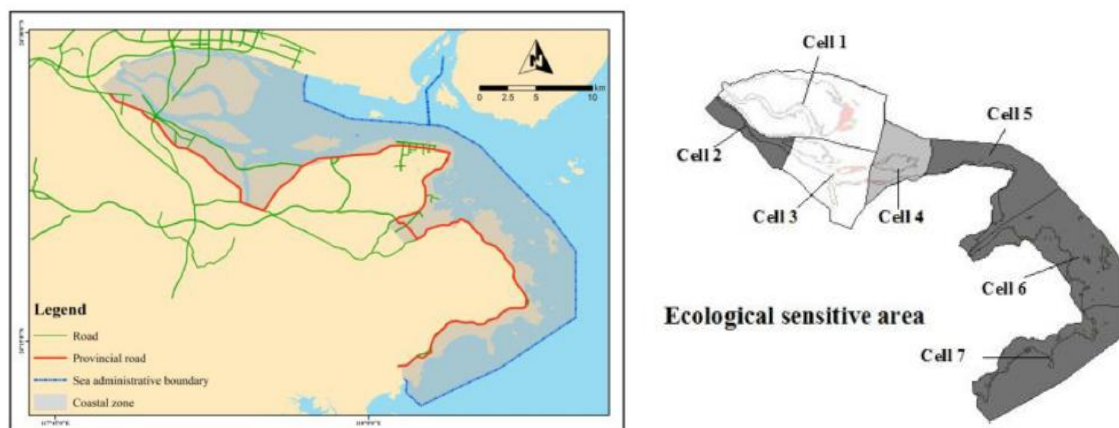 N
km
0 2.5 5 10
Legend
Road
Provincial road
Sea administrative boundary
Coastal zone
Cell 1
Cell 5
Cell 2
Cell 3
Cell 4
Cell 6
Ecological sensitive area
Cell 7